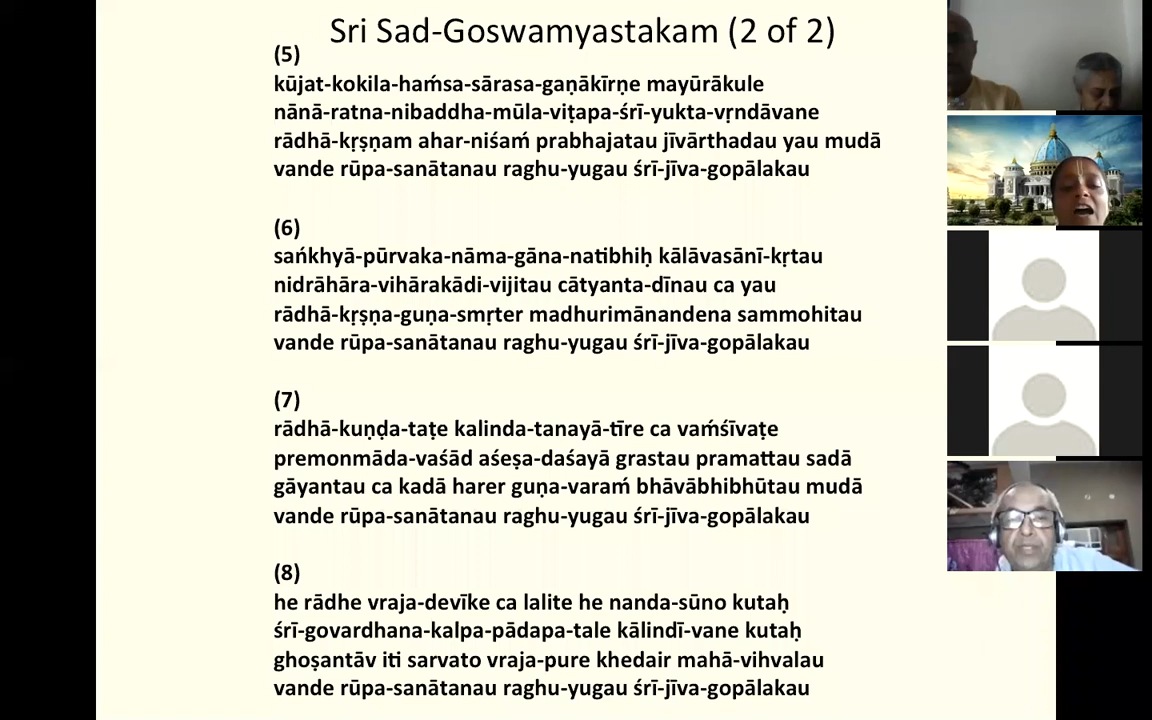 Sri Sad-Goswamyastakam (2 of 2)
(5)
kūjat-kokila-haḿsa-sārasa-gaṇākīrṇe mayūrākule
nānā-ratna-nibaddha-mūla-viṭapa-śrī-yukta-vṛndāvane
rādhā-kṛṣṇam ahar-niśaḿ prabhajatau jīvārthadau yau mudā
vande rūpa-sanātanau raghu-yugau śrī-jīva-gopālakau
(6)
sańkhyā-pūrvaka-nāma-gāna-natibhiḥ kālāvasānī-kṛtau
nidrāhāra-vihārakādi-vijitau cātyanta-dīnau ca yau
rādhā-kṛṣṇa-guṇa-smṛter madhurimānandena sammohitau
vande rūpa-sanātanau raghu-yugau śrī-jīva-gopālakau
(7)
rādhā-kuṇḍa-taṭe kalinda-tanayā-tīre ca vaḿśīvaṭe
premonmāda-vaśād aśeṣa-daśayā grastau pramattau sadā
gāyantau ca kadā harer guṇa-varaḿ bhāvābhibhūtau mudā
vande rūpa-sanātanau raghu-yugau śrī-jīva-gopālakau
(8)
he rādhe vraja-devīke ca lalite he nanda-sūno kutaḥ
śrī-govardhana-kalpa-pādapa-tale kālindī-vane kutaḥ
ghoṣantāv iti sarvato vraja-pure khedair mahā-vihvalau
vande rūpa-sanātanau raghu-yugau śrī-jīva-gopālakau